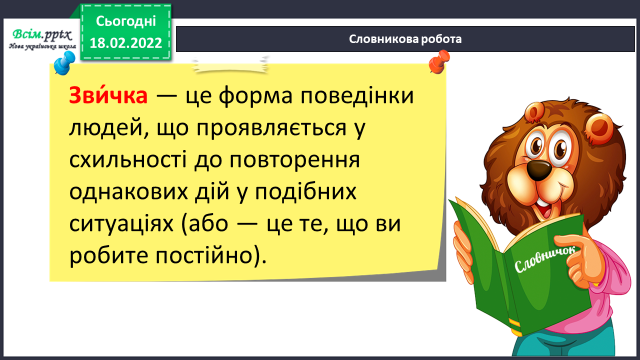 Всім.pptx
Нова українська школа
Сьогодні
18.02.2022
Словникова робота
Зви́чка — це форма поведінки
людей, що проявляється у
схильності до повторення
однакових дій у подібних
ситуаціях (або — це те, що ви
робите постійно).
Словничок